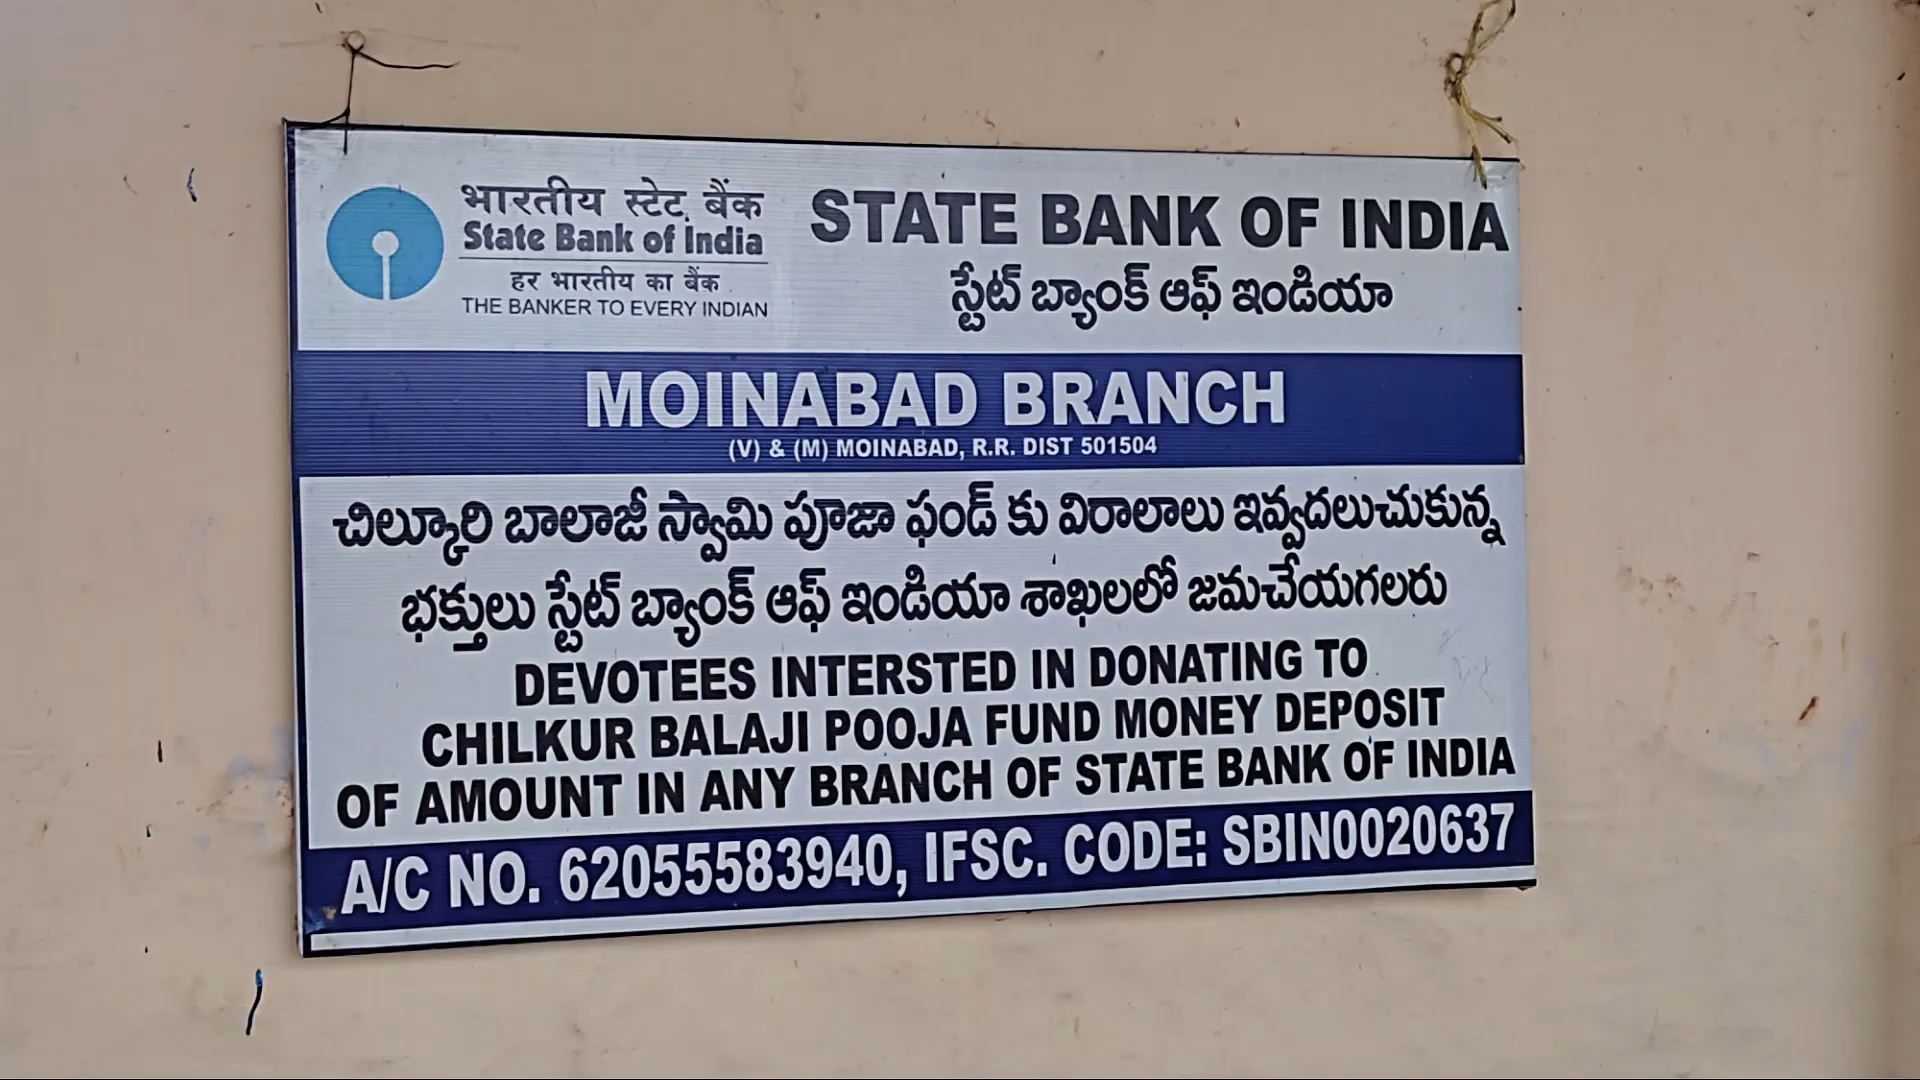 भारतीय स्टेट बैंक
State Bank of India
हर भारतीय का बैंक
THE BANKER TO EVERY INDIAN
STATE BANK OF INDIA
స్టేట్ బ్యాంక్ ఆఫ్ ఇండియా
MOINABAD BRANCH
(V) & (M) MOINABAD, R.R. DIST 501504
చిల్కూరి బాలాజీ స్వామి పూజా ఫండ్ కు విరాలాలు ఇవ్వదలుచుకున్న
భక్తులు స్టేట్ బ్యాంక్ ఆఫ్ ఇండియా శాఖలలో జమచేయగలరు
DEVOTEES INTERSTED IN DONATING TO
CHILKUR BALAJI POOJA FUND MONEY DEPOSIT
OF AMOUNT IN ANY BRANCH OF STATE BANK OF INDIA
A/C NO. 62055583940, IFSC. CODE: SBIN0020637